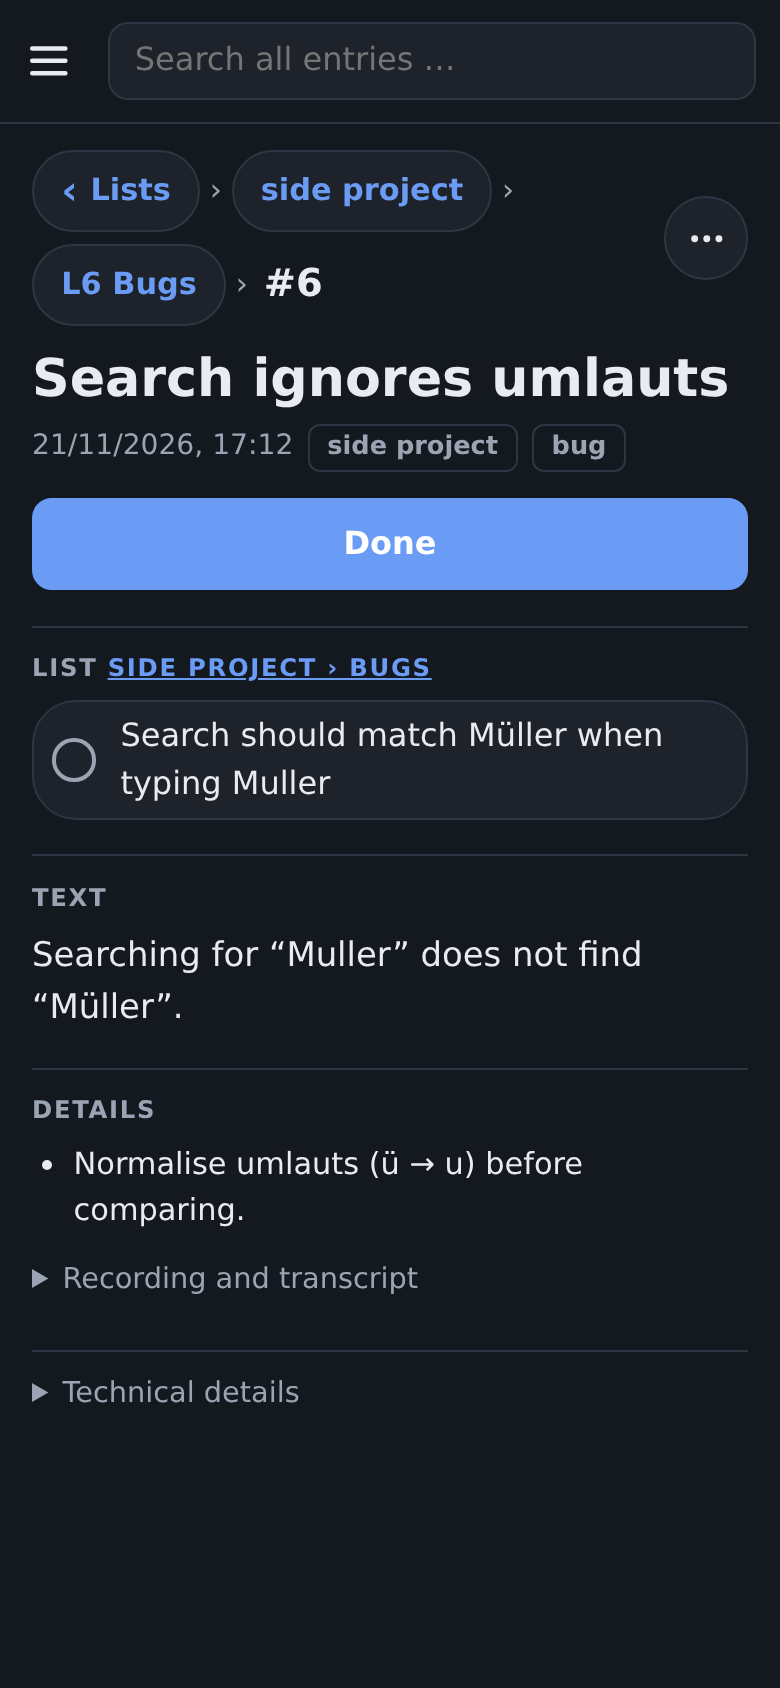 Search all entries ...
‹ Lists › side project ›
L6 Bugs › #6
Search ignores umlauts
21/11/2026, 17:12 side project bug
Done
LIST SIDE PROJECT › BUGS
Search should match Müller when
typing Muller
TEXT
Searching for “Muller” does not find
“Müller”.
DETAILS
• Normalise umlauts (ü → u) before
comparing.
Recording and transcript
Technical details